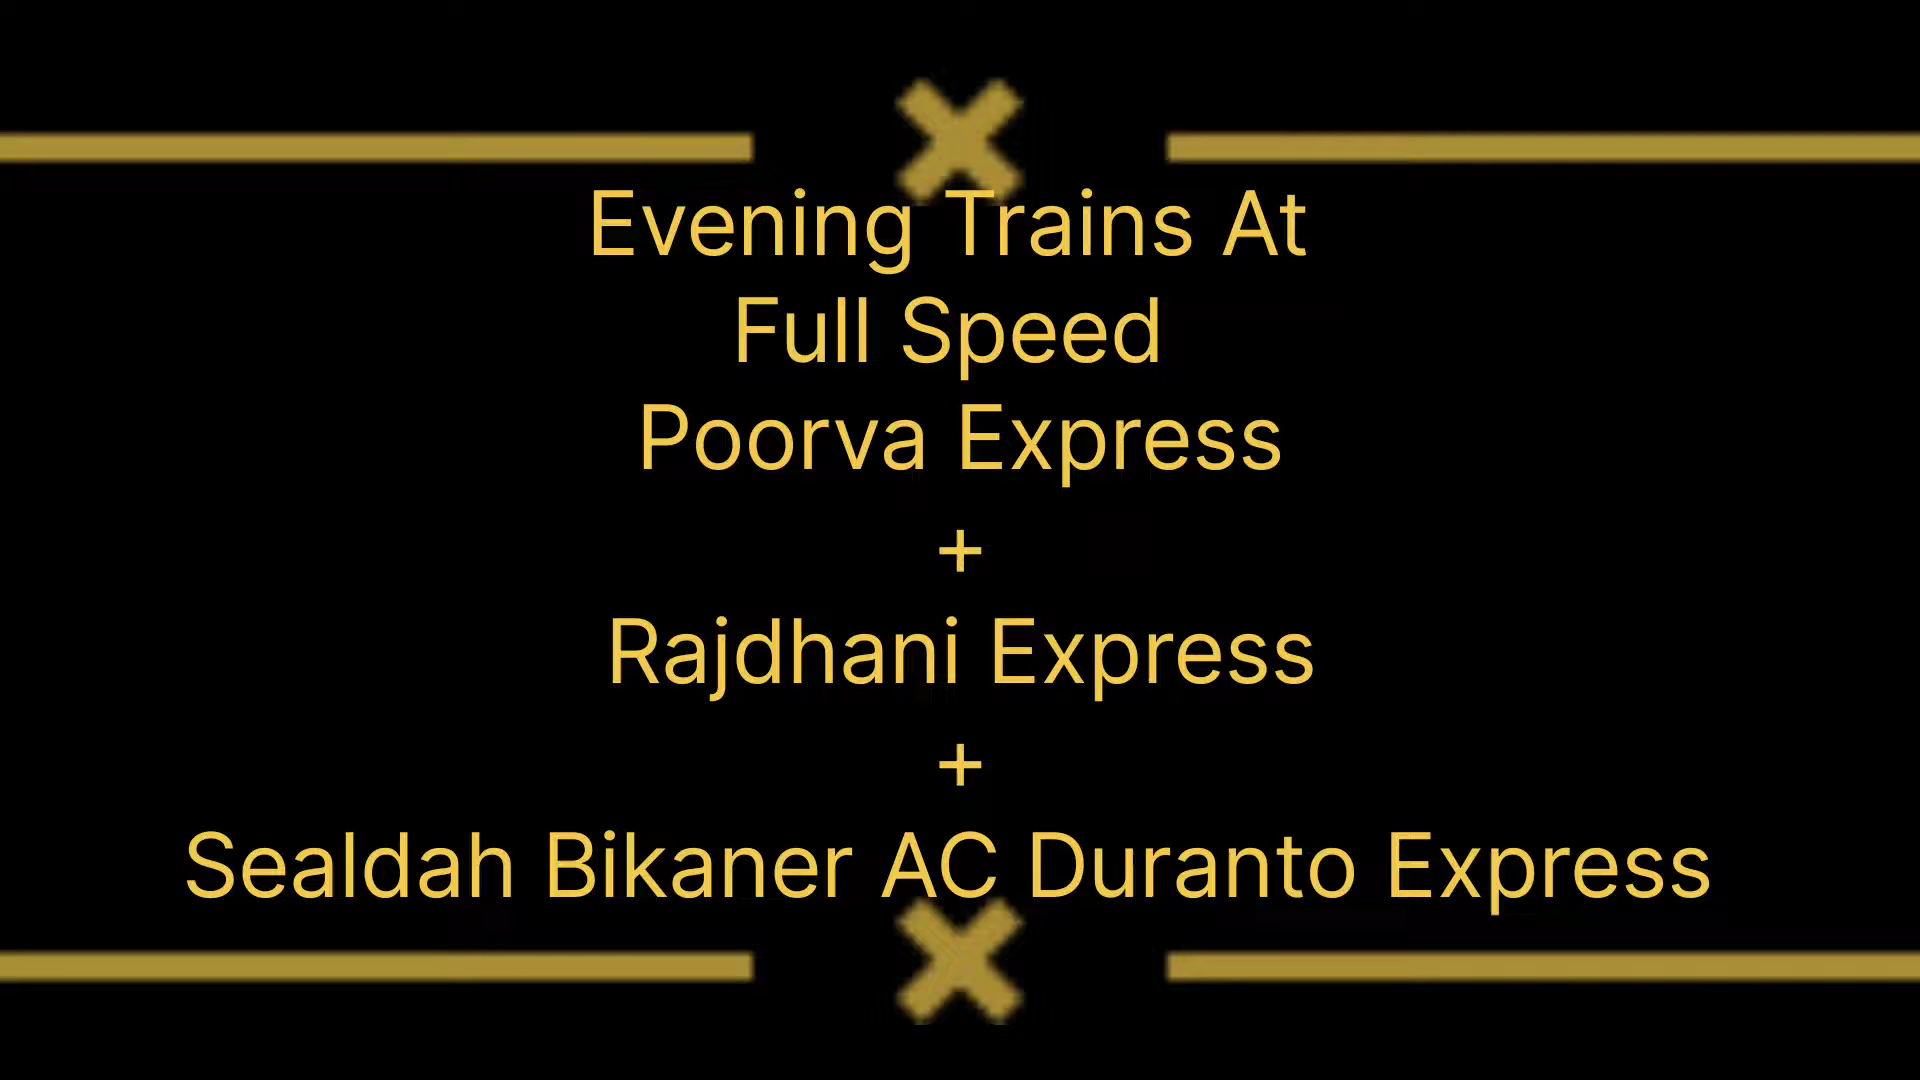 Evening Trains At
Full Speed
Poorva Express
+
Rajdhani Express
+
Sealdah Bikaner AC Duranto Express